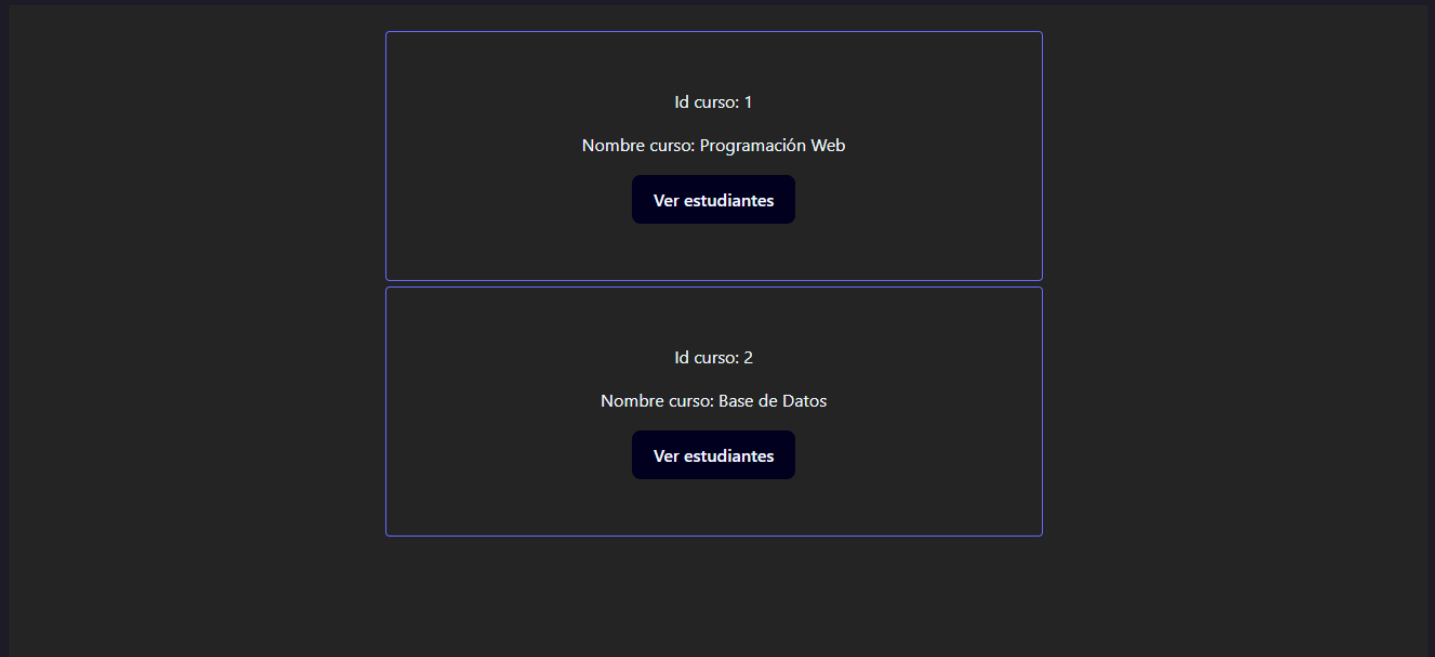 Id curso: 1
Nombre curso: Programación Web
Ver estudiantes
Id curso: 2
Nombre curso: Base de Datos
Ver estudiantes